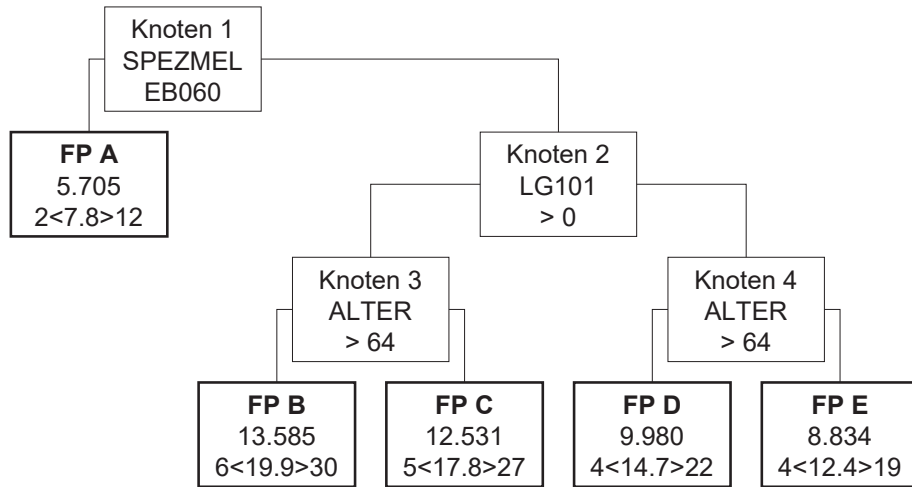 Knoten 1
SPEZMEL
EB060
FP A
5.705
2<7.8>12
Knoten 2
LG101
> 0
Knoten 3
ALTER
> 64
Knoten 4
ALTER
> 64
FP B
13.585
6<19.9>30
FP C
12.531
5<17.8>27
FP D
9.980
4<14.7>22
FP E
8.834
4<12.4>19